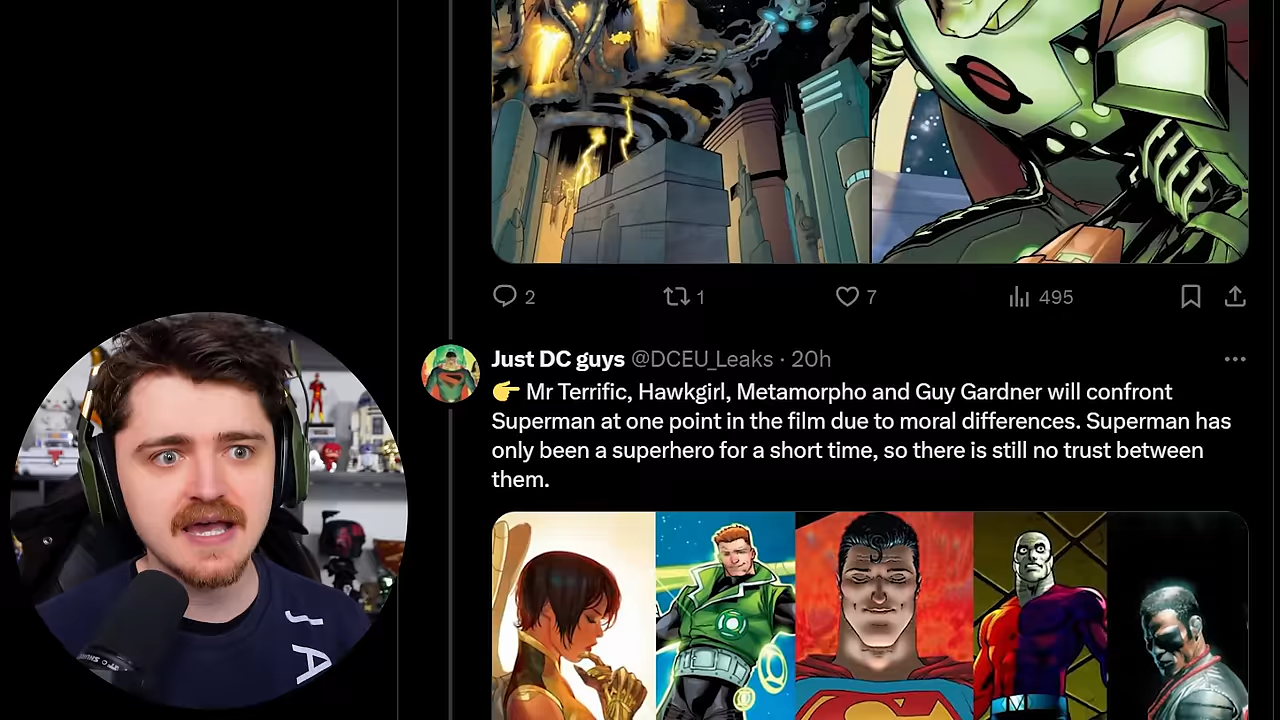 2
1
7
495
Just DC guys @DCEU_Leaks · 20h
👉 Mr Terrific, Hawkgirl, Metamorpho and Guy Gardner will confront
Superman at one point in the film due to moral differences. Superman has
only been a superhero for a short time, so there is still no trust between
them.
J A